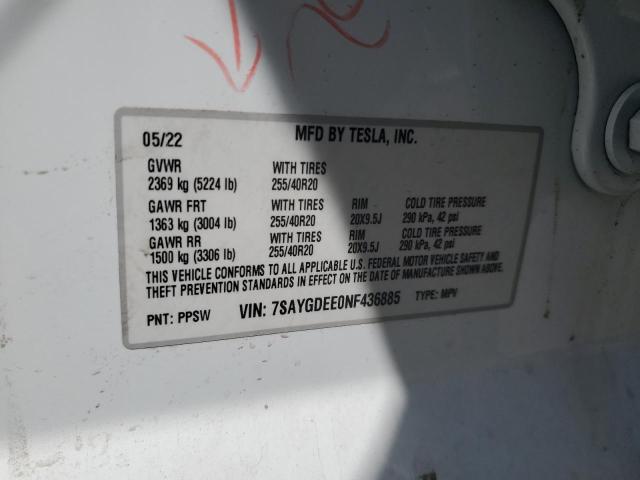 05/22 MFD BY TESLA, INC.
GVWR WITH TIRES
2369 kg (5224 lb) 255/40R20
GAWR FRT WITH TIRES RIM COLD TIRE PRESSURE
1363 kg (3004 lb) 255/40R20 20X9.5J 290 kPa, 42 psi
GAWR RR WITH TIRES RIM COLD TIRE PRESSURE
1500 kg (3306 lb) 255/40R20 20X9.5J 290 kPa, 42 psi
THIS VEHICLE CONFORMS TO ALL APPLICABLE U.S. FEDERAL MOTOR VEHICLE SAFETY AND
THEFT PREVENTION STANDARDS IN EFFECT ON THE DATE OF MANUFACTURE SHOWN ABOVE.
PNT: PPSW VIN: 7SAYGDEE0NF436885 TYPE: MPV